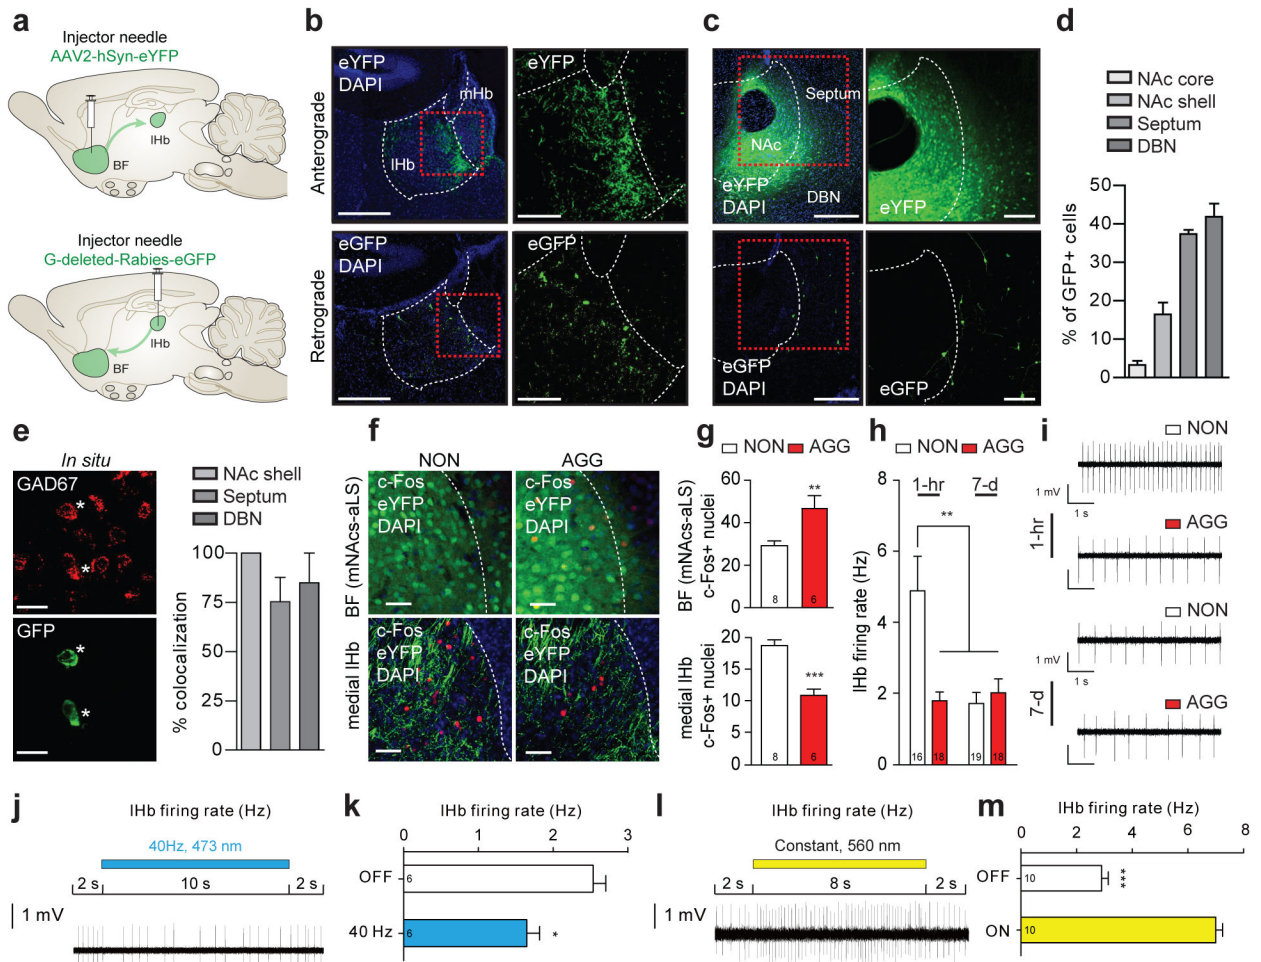 a
Injector needle
AAV2-hSyn-eYFP
lHb
BF
Injector needle
G-deleted-Rabies-eGFP
lHb
BF
b
Anterograde
Retrograde
eYFP
DAPI
mHb
lHb
eYFP
eGFP
DAPI
eGFP
c
Septum
NAc
eYFP
DAPI
DBN
eYFP
eGFP
DAPI
eGFP
d
NAc core
NAc shell
Septum
DBN
% of GFP+ cells
50
40
30
20
10
0
e
In situ
GAD67
*
*
GFP
*
*
NAc shell
Septum
DBN
% colocalization
100
75
50
25
0
f
NON
AGG
BF (mNAcs-aLS)
c-Fos
eYFP
DAPI
c-Fos
eYFP
DAPI
medial lHb
c-Fos
eYFP
DAPI
c-Fos
eYFP
DAPI
g
NON
AGG
BF (mNAcs-aLS)
c-Fos+ nuclei
60
40
20
0
**
8
6
medial lHb
c-Fos+ nuclei
20
15
10
5
0
***
8
6
h
NON
AGG
lHb firing rate (Hz)
8
6
4
2
0
1-hr
7-d
**
16
18
19
18
i
NON
1 mV
1 s
1-hr
AGG
NON
1 mV
1 s
7-d
AGG
j
lHb firing rate (Hz)
40Hz, 473 nm
2 s
10 s
2 s
1 mV
k
lHb firing rate (Hz)
0
1
2
3
OFF
6
40 Hz
6
*
l
lHb firing rate (Hz)
Constant, 560 nm
2 s
8 s
2 s
1 mV
m
lHb firing rate (Hz)
0
2
4
6
8
OFF
10
***
ON
10